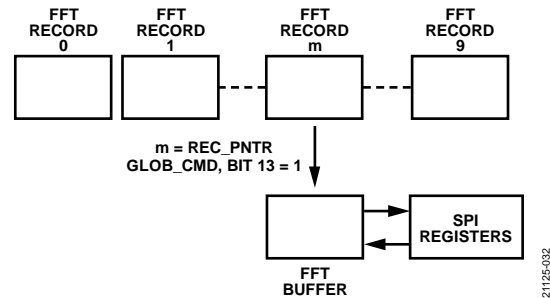 FFT
RECORD
0
FFT
RECORD
1
FFT
RECORD
m
FFT
RECORD
9
m = REC_PNTR
GLOB_CMD, BIT 13 = 1
SPI
REGISTERS
FFT
BUFFER
21125-032